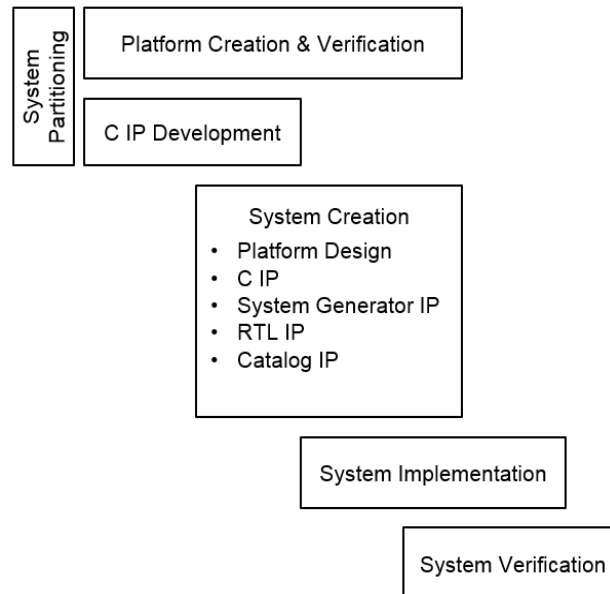 System
Partitioning
Platform Creation & Verification
C IP Development
System Creation
• Platform Design
• C IP
• System Generator IP
• RTL IP
• Catalog IP
System Implementation
System Verification